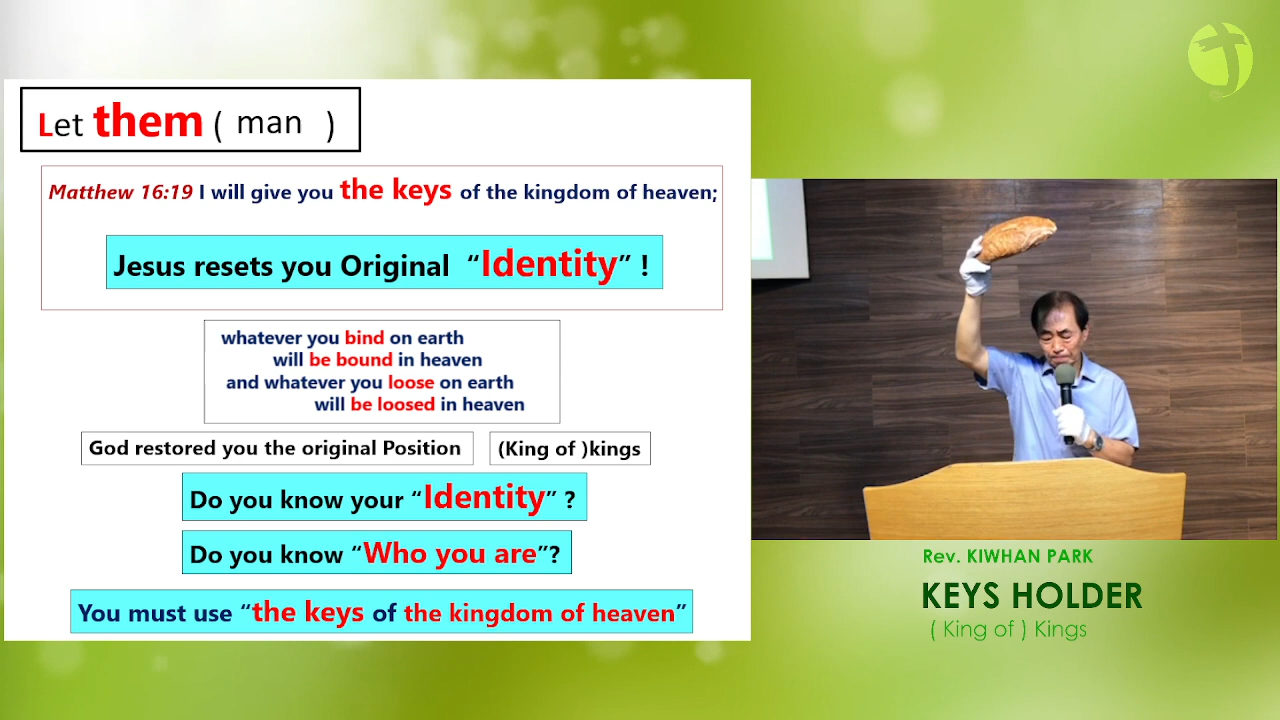 Let them ( man )
Matthew 16:19 I will give you the keys of the kingdom of heaven;
Jesus resets you Original “Identity” !
whatever you bind on earth
will be bound in heaven
and whatever you loose on earth
will be loosed in heaven
God restored you the original Position
(King of )kings
Do you know your “Identity” ?
Do you know “Who you are”?
You must use “the keys of the kingdom of heaven”
Rev. KIWHAN PARK
KEYS HOLDER
( King of ) Kings